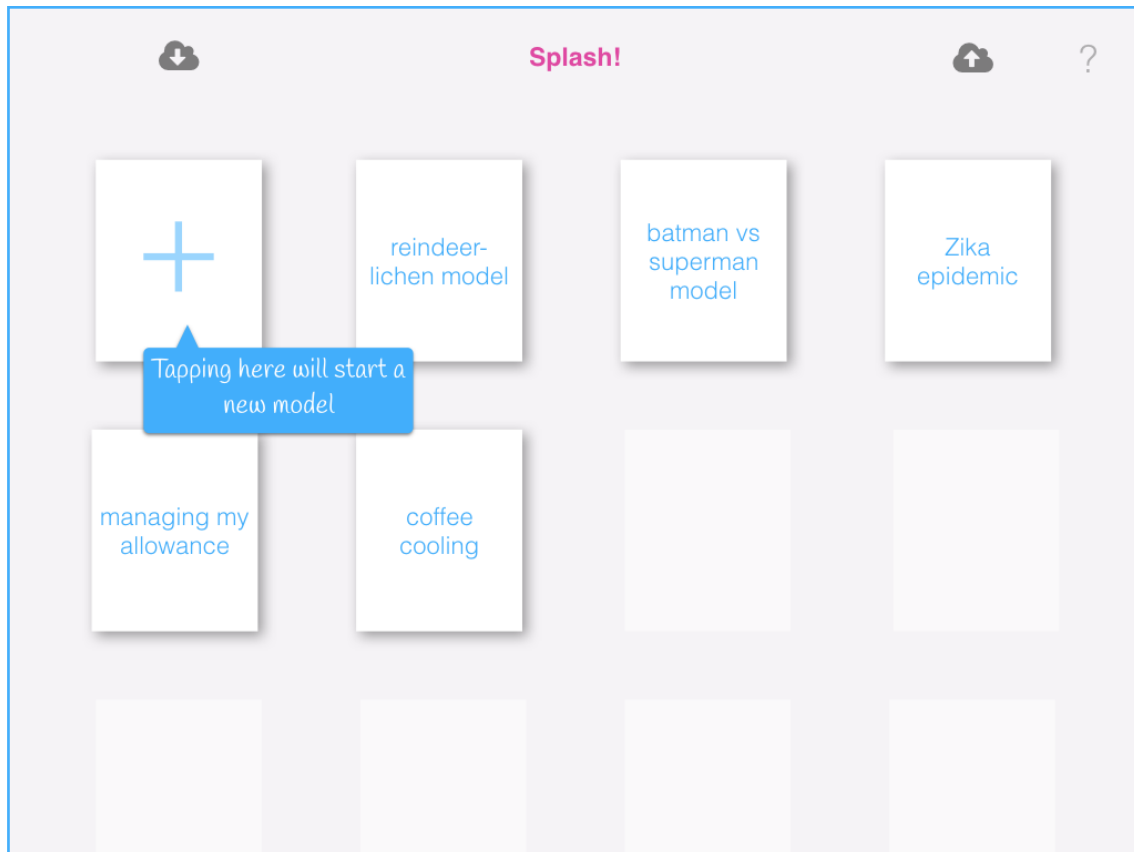 Splash!
?
reindeer-
lichen model
batman vs
superman
model
Zika
epidemic
Tapping here will start a
new model
managing my
allowance
coffee
cooling